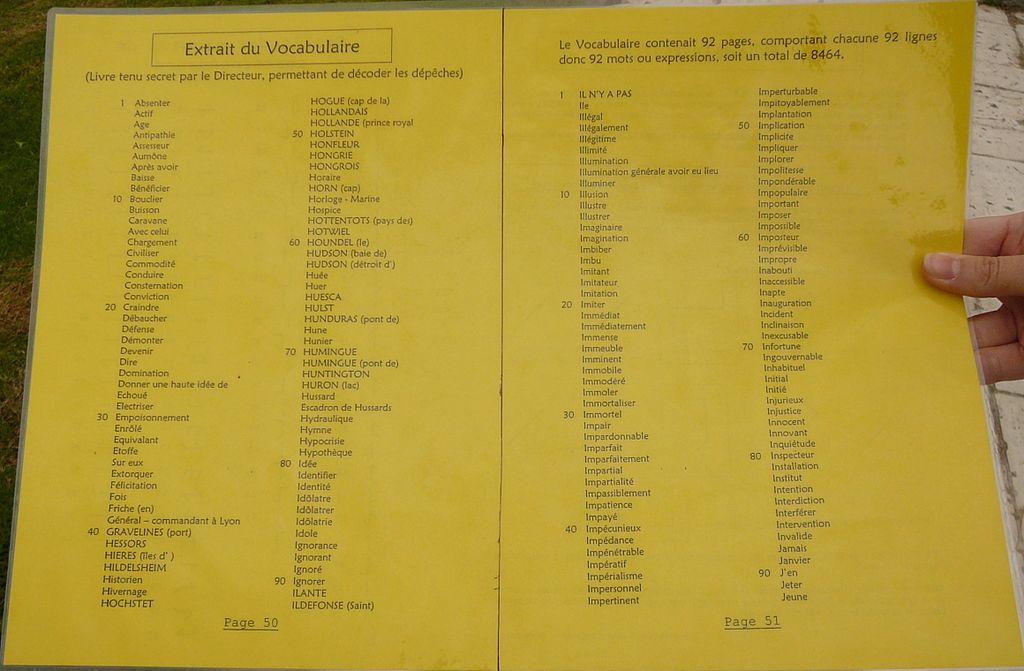 Extrait du Vocabulaire
(Livre tenu secret par le Directeur, permettant de décoder les dépêches)
1 Absenter
Actif
Age
Antipathie
Assesseur
Aumône
Après avoir
Baisse
Bénéficier
10 Bouclier
Buisson
Caravane
Avec celui
Chargement
Civiliser
Commodité
Conduire
Consternation
Conviction
20 Craindre
Débaucher
Défense
Démonter
Devenir
Dire
Domination
Donner une haute idée de
Echoué
Electriser
30 Empoisonnement
Enrôlé
Equivalant
Etoffe
Sur eux
Extorquer
Félicitation
Fois
Friche (en)
Général – commandant à Lyon
40 GRAVELINES (port)
HESSORS
HIERES (îles d' )
HILDELSHEIM
Historien
Hivernage
HOCHSTET
HOGUE (cap de la)
HOLLANDAIS
HOLLANDE (prince royal
50 HOLSTEIN
HONFLEUR
HONGRIE
HONGROIS
Horaire
HORN (cap)
Horloge - Marine
Hospice
HOTTENTOTS (pays des)
HOTWIEL
60 HOUNDEL (le)
HUDSON (baie de)
HUDSON (détroit d')
Huée
Huer
HUESCA
HULST
HUNDURAS (pont de)
Hune
Hunier
70 HUMINGUE
HUMINGUE (pont de)
HUNTINGTON
HURON (lac)
Hussard
Escadron de Hussards
Hydraulique
Hymne
Hypocrisie
Hypothèque
80 Idée
Identifier
Identité
Idôlatre
Idôlatrer
Idôlatrie
Idole
Ignorance
Ignorant
Ignoré
90 Ignorer
ILANTE
ILDEFONSE (Saint)
Page 50
Le Vocabulaire contenait 92 pages, comportant chacune 92 lignes
donc 92 mots ou expressions, soit un total de 8464.
1 IL N'Y A PAS
Ile
Illégal
Illégalement
Illégitime
Illimité
Illumination
Illumination générale avoir eu lieu
Illuminer
10 Illusion
Illustre
Illustrer
Imaginaire
Imagination
Imbiber
Imbu
Imitant
Imitateur
Imitation
20 Imiter
Immédiat
Immédiatement
Immense
Immeuble
Imminent
Immobile
Immodéré
Immoler
Immortaliser
30 Immortel
Impair
Impardonnable
Imparfait
Imparfaitement
Impartial
Impartialité
Impassiblement
Impatience
Impayé
40 Impécunieux
Impédance
Impénétrable
Impératif
Impérialisme
Impersonnel
Impertinent
Imperturbable
Impitoyablement
Implantation
50 Implication
Implicite
Impliquer
Implorer
Impolitesse
Impondérable
Impopulaire
Important
Imposer
Impossible
60 Imposteur
Imprévisible
Impropre
Inabouti
Inaccessible
Inapte
Inauguration
Incident
Inclinaison
Inexcusable
70 Infortune
Ingouvernable
Inhabituel
Initial
Initié
Injurieux
Injustice
Innocent
Innovant
Inquiétude
80 Inspecteur
Installation
Institut
Intention
Interdiction
Interférer
Intervention
Invalide
Jamais
Janvier
90 J'en
Jeter
Jeune
Page 51